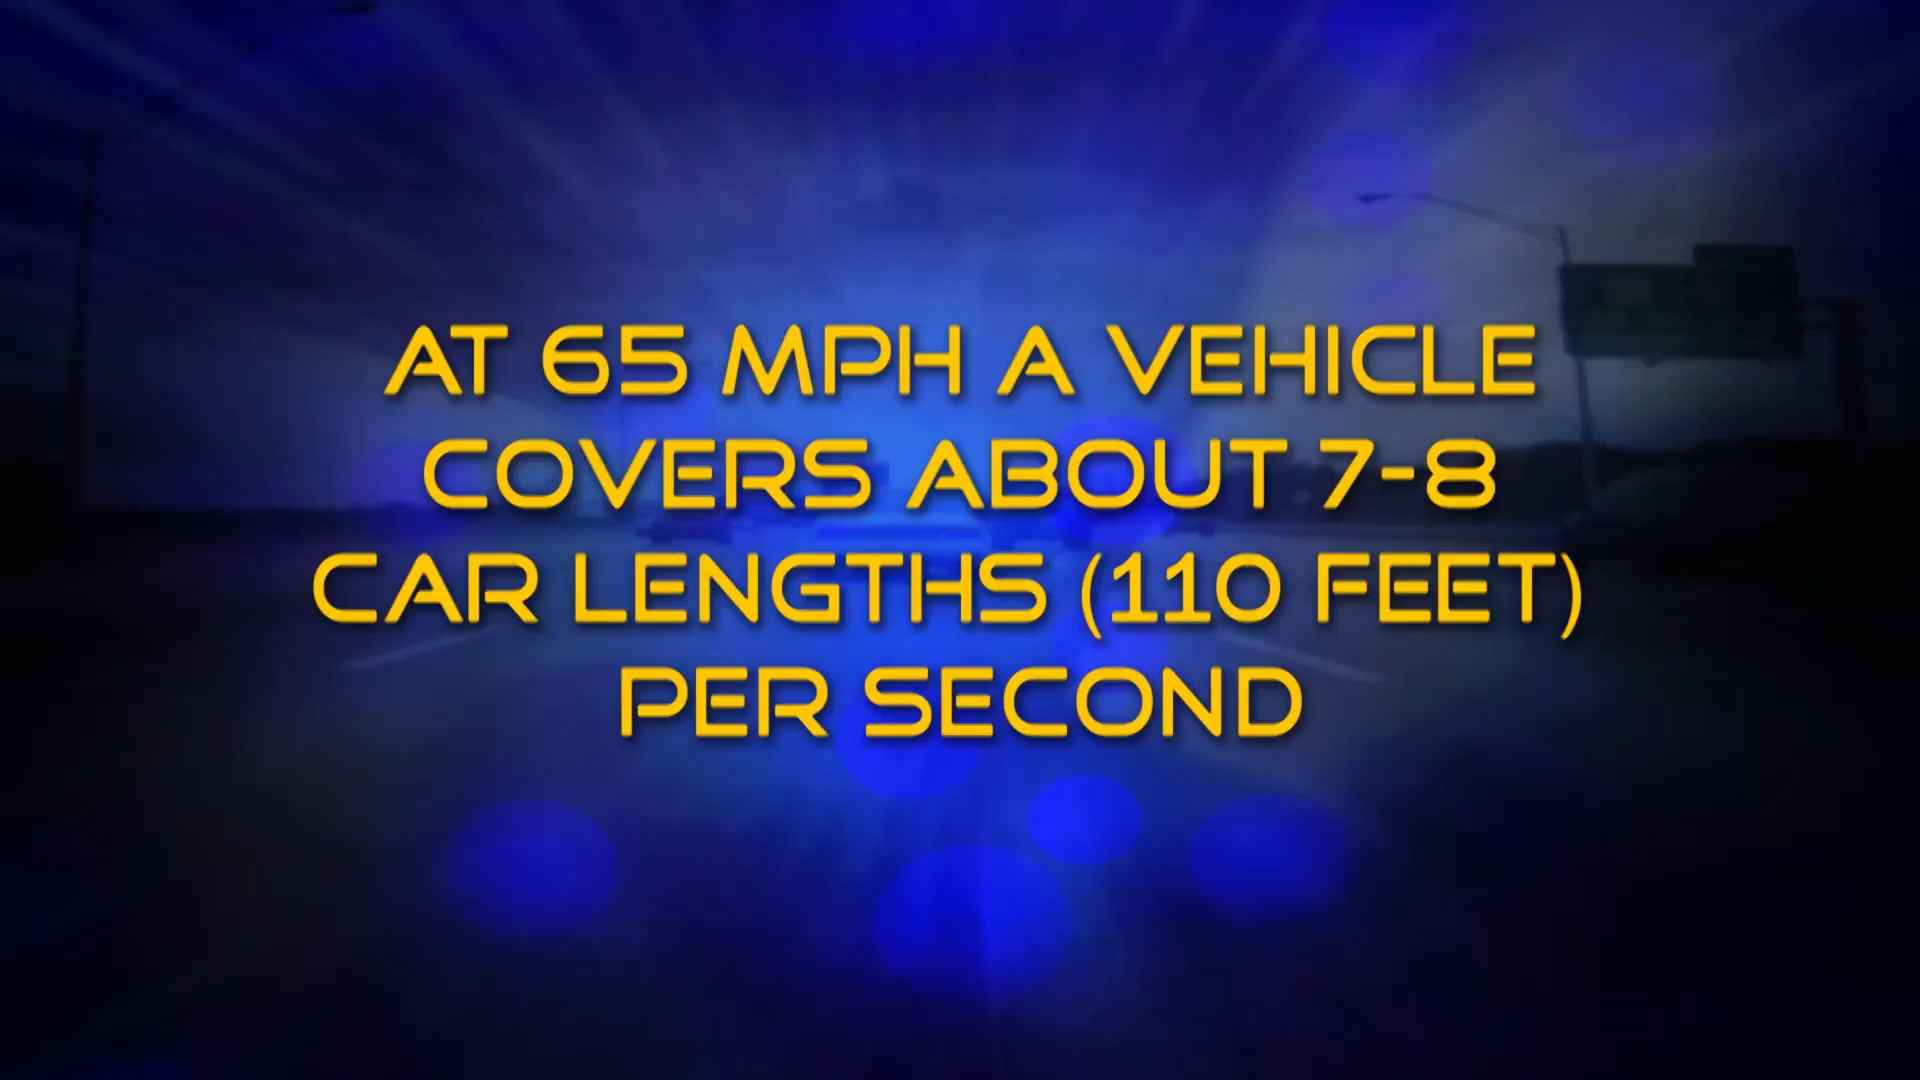 AT 65 MPH A VEHICLE
COVERS ABOUT 7-8
CAR LENGTHS (110 FEET)
PER SECOND